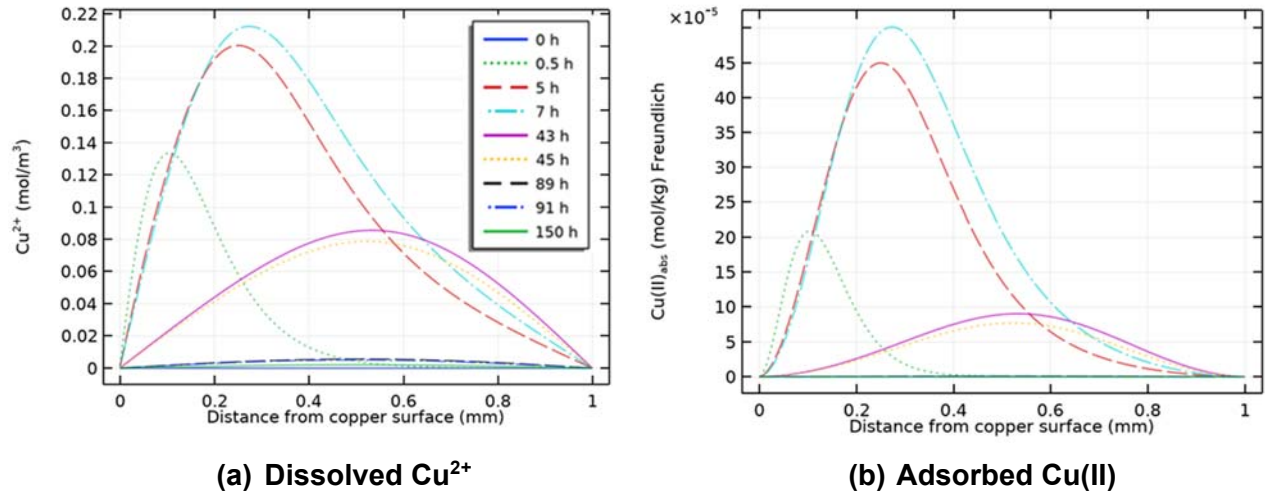 0.22
0.2
0.18
0.16
0.14
0.12
0.1
0.08
0.06
0.04
0.02
0
Cu²⁺ (mol/m³)
0 h
0.5 h
5 h
7 h
43 h
45 h
89 h
91 h
150 h
0 0.2 0.4 0.6 0.8 1
Distance from copper surface (mm)
(a) Dissolved Cu²⁺
×10⁻⁵
45
40
35
30
25
20
15
10
5
0
Cu(II)abs (mol/kg) Freundlich
0 0.2 0.4 0.6 0.8 1
Distance from copper surface (mm)
(b) Adsorbed Cu(II)